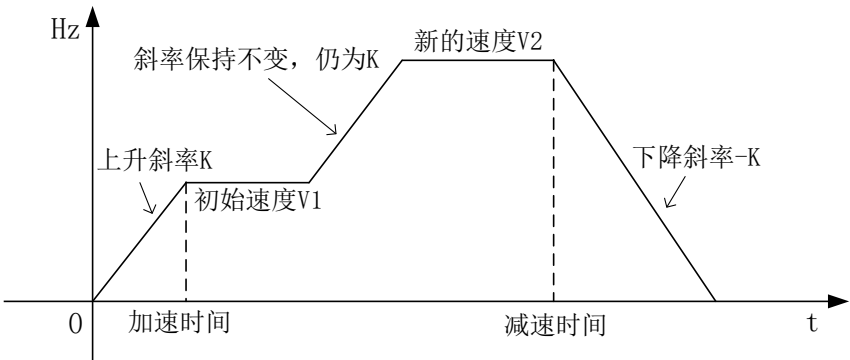 Hz
新的速度V2
斜率保持不变，仍为K
上升斜率K
下降斜率-K
初始速度V1
0
加速时间
减速时间
t